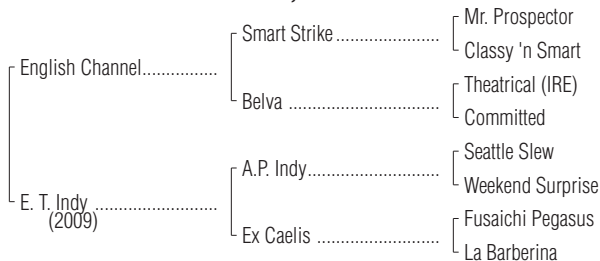 Mr. Prospector
Smart Strike....................
Classy 'n Smart
English Channel...............
Theatrical (IRE)
Belva .............................
Committed
Seattle Slew
A.P. Indy.........................
Weekend Surprise
E. T. Indy ........................
(2009)
Fusaichi Pegasus
Ex Caelis ........................
La Barberina